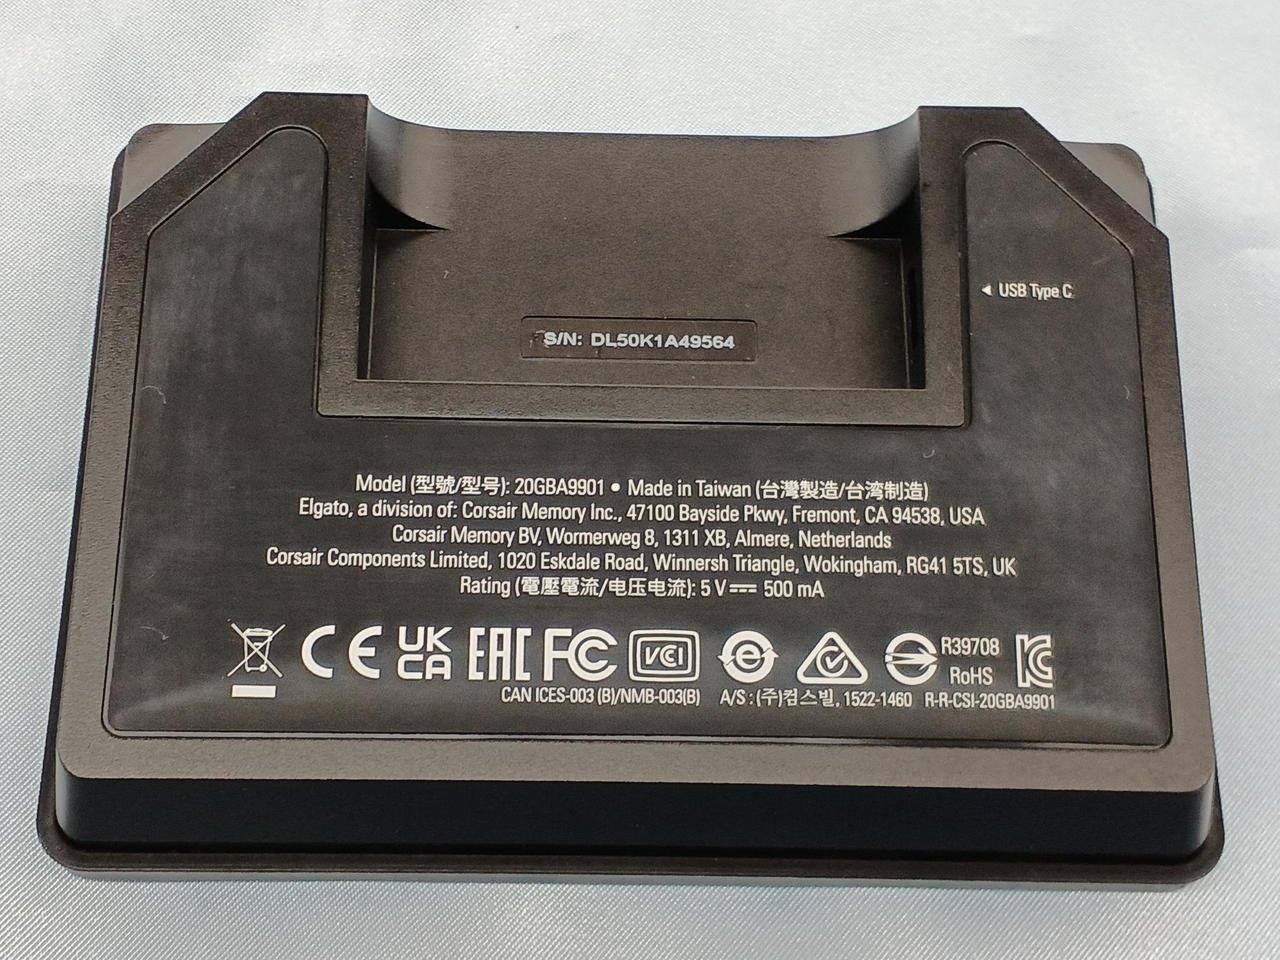 ◄ USB Type C
S/N: DL50K1A49564
Model (型號/型号): 20GBA9901 • Made in Taiwan (台灣製造/台湾制造)
Elgato, a division of: Corsair Memory Inc., 47100 Bayside Pkwy, Fremont, CA 94538, USA
Corsair Memory BV, Wormerweg 8, 1311 XB, Almere, Netherlands
Corsair Components Limited, 1020 Eskdale Road, Winnersh Triangle, Wokingham, RG41 5TS, UK
Rating (電壓電流/电压电流): 5 V⎓ 500 mA
CE UK CA EAC FC VCCI e R39708 RoHS KC
CAN ICES-003 (B)/NMB-003(B) A/S : (주)컴스빌, 1522-1460 R-R-CSI-20GBA9901